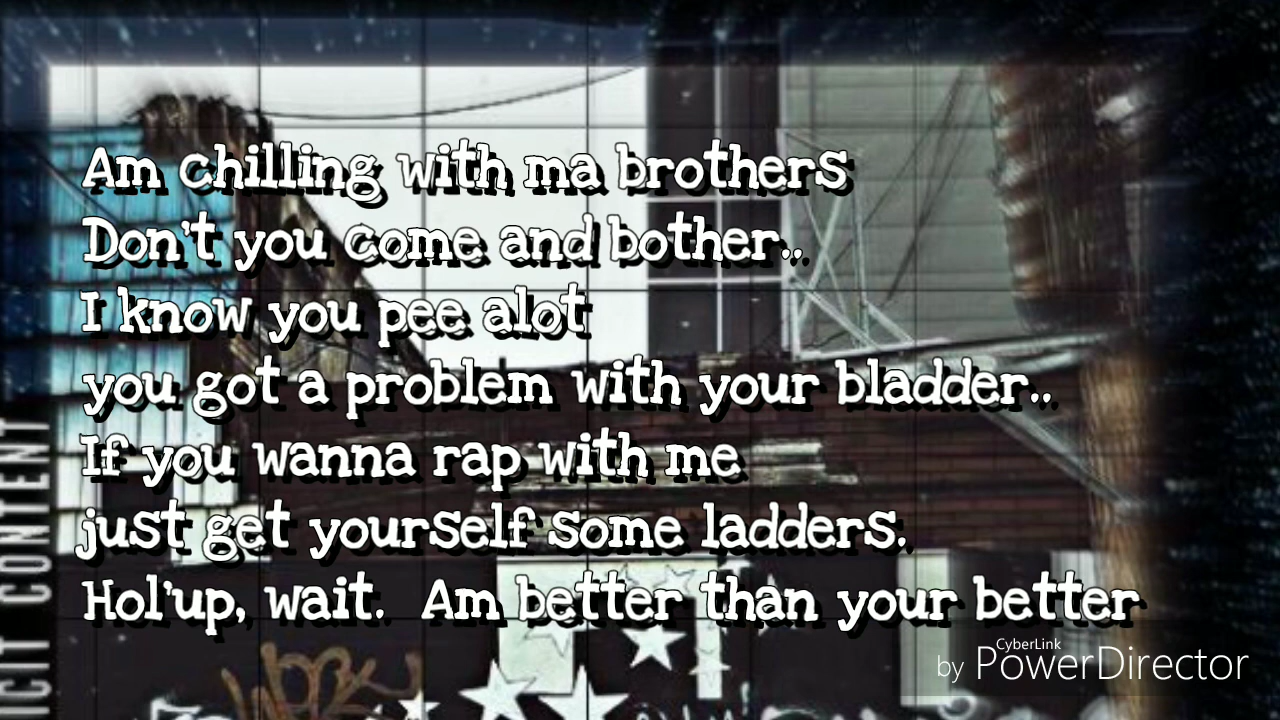 Am chilling with ma brothers
Don't you come and bother..
I know you pee alot
you got a problem with your bladder..
If you wanna rap with me
just get yourself some ladders.
Hol'up, wait. Am better than your better
CyberLink
by PowerDirector
ICIT CONTENT